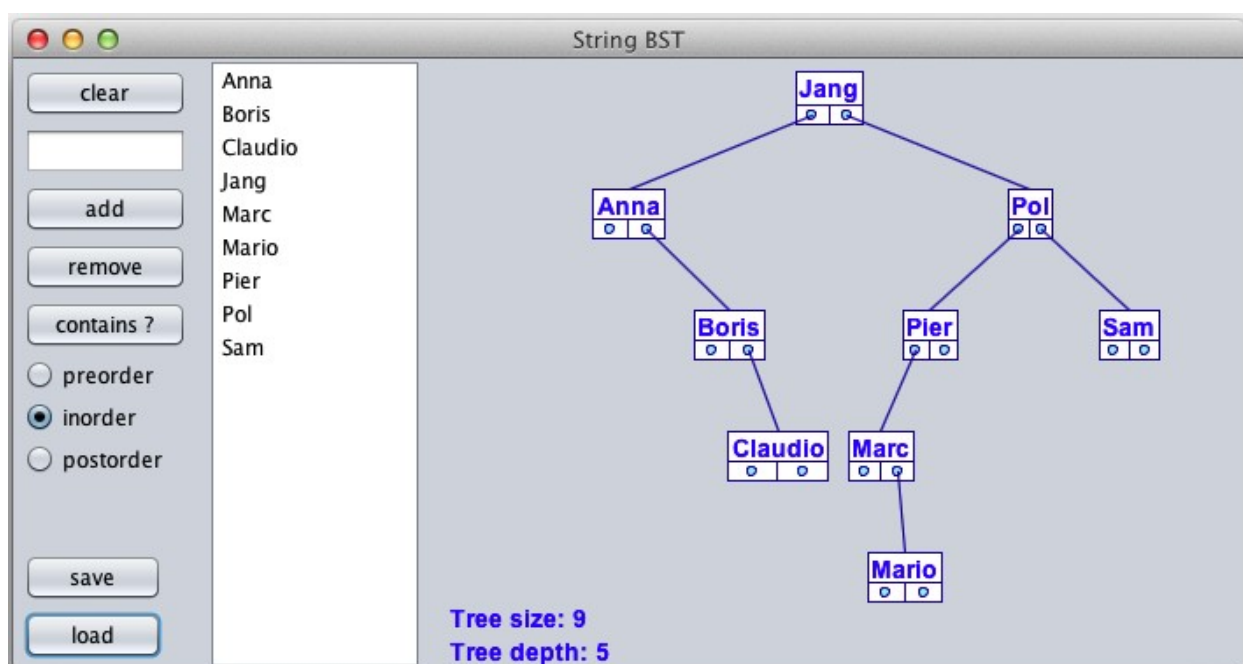 String BST
clear
add
remove
contains ?
preorder
inorder
postorder
save
load
Anna
Boris
Claudio
Jang
Marc
Mario
Pier
Pol
Sam
Jang
Anna
Pol
Boris
Pier
Sam
Claudio
Marc
Mario
Tree size: 9
Tree depth: 5